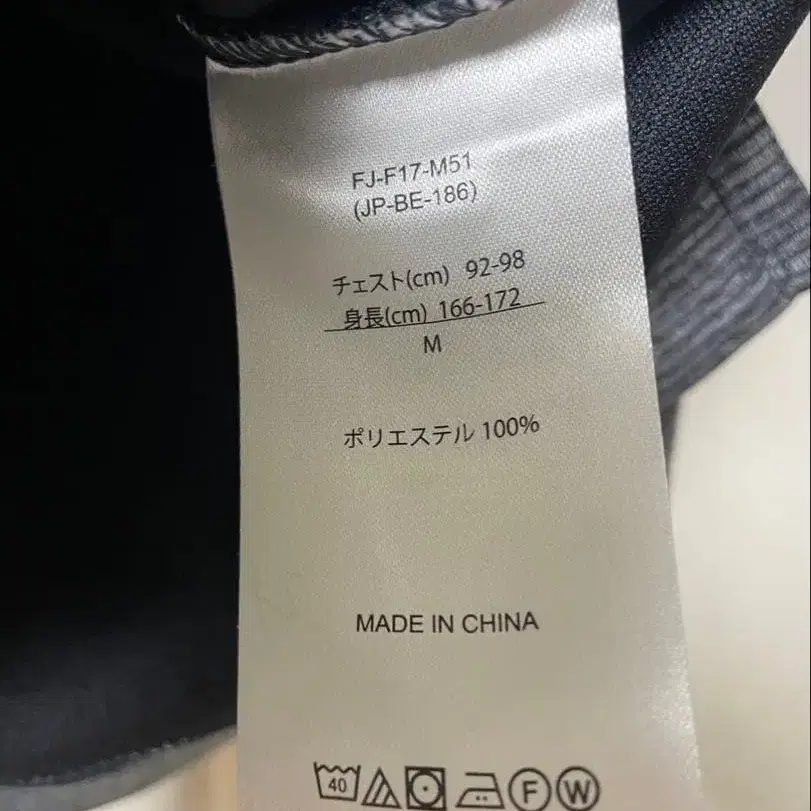 FJ-F17-M51
(JP-BE-186)
チェスト(cm) 92-98
身長(cm) 166-172
M
ポリエステル 100%
MADE IN CHINA
40 F W